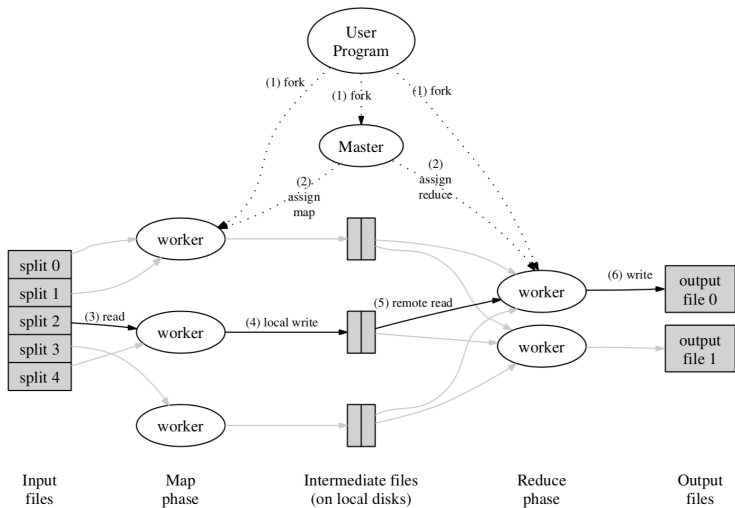 User
Program
(1) fork
(1) fork
(1) fork
Master
(2)
assign
map
(2)
assign
reduce
worker
split 0
split 1
split 2
split 3
split 4
(3) read
worker
(4) local write
(5) remote read
worker
(6) write
output
file 0
worker
output
file 1
worker
Input
files
Map
phase
Intermediate files
(on local disks)
Reduce
phase
Output
files